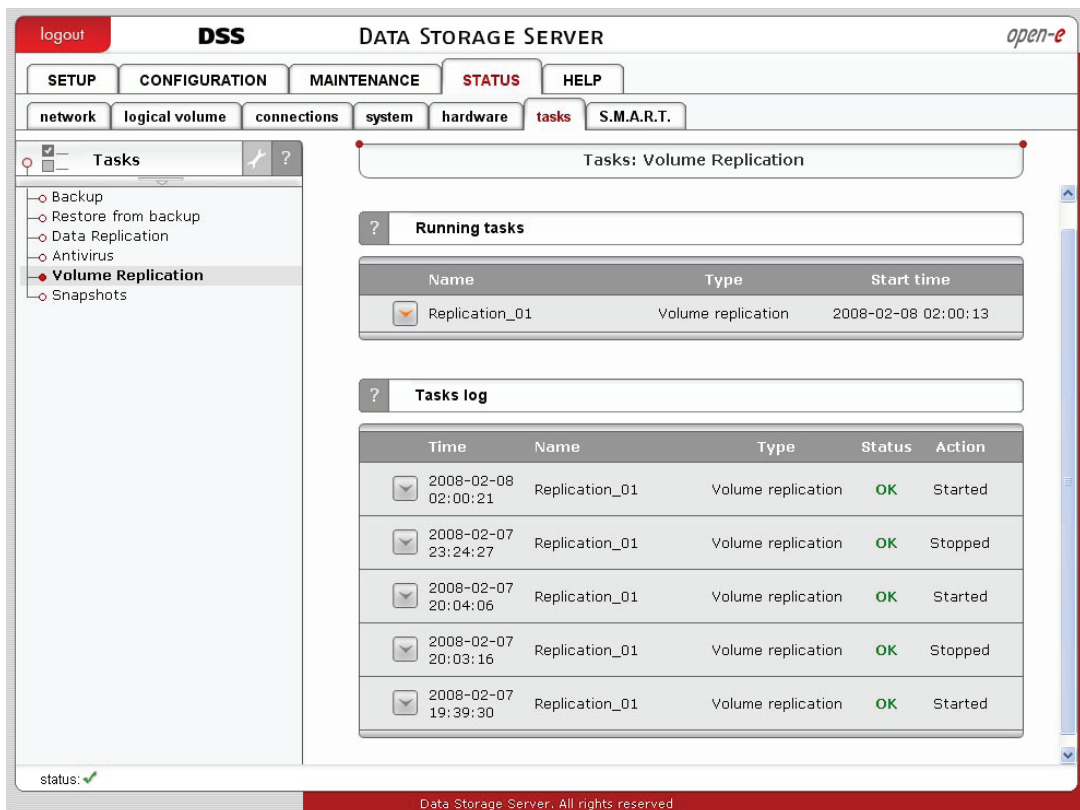 logout DSS DATA STORAGE SERVER open-e
SETUP CONFIGURATION MAINTENANCE STATUS HELP
network logical volume connections system hardware tasks S.M.A.R.T.
Tasks ?
Backup
Restore from backup
Data Replication
Antivirus
Volume Replication
Snapshots
Tasks: Volume Replication
? Running tasks
Name Type Start time
Replication_01 Volume replication 2008-02-08 02:00:13
? Tasks log
Time Name Type Status Action
2008-02-08
02:00:21 Replication_01 Volume replication OK Started
2008-02-07
23:24:27 Replication_01 Volume replication OK Stopped
2008-02-07
20:04:06 Replication_01 Volume replication OK Started
2008-02-07
20:03:16 Replication_01 Volume replication OK Stopped
2008-02-07
19:39:30 Replication_01 Volume replication OK Started
status:
Data Storage Server. All rights reserved